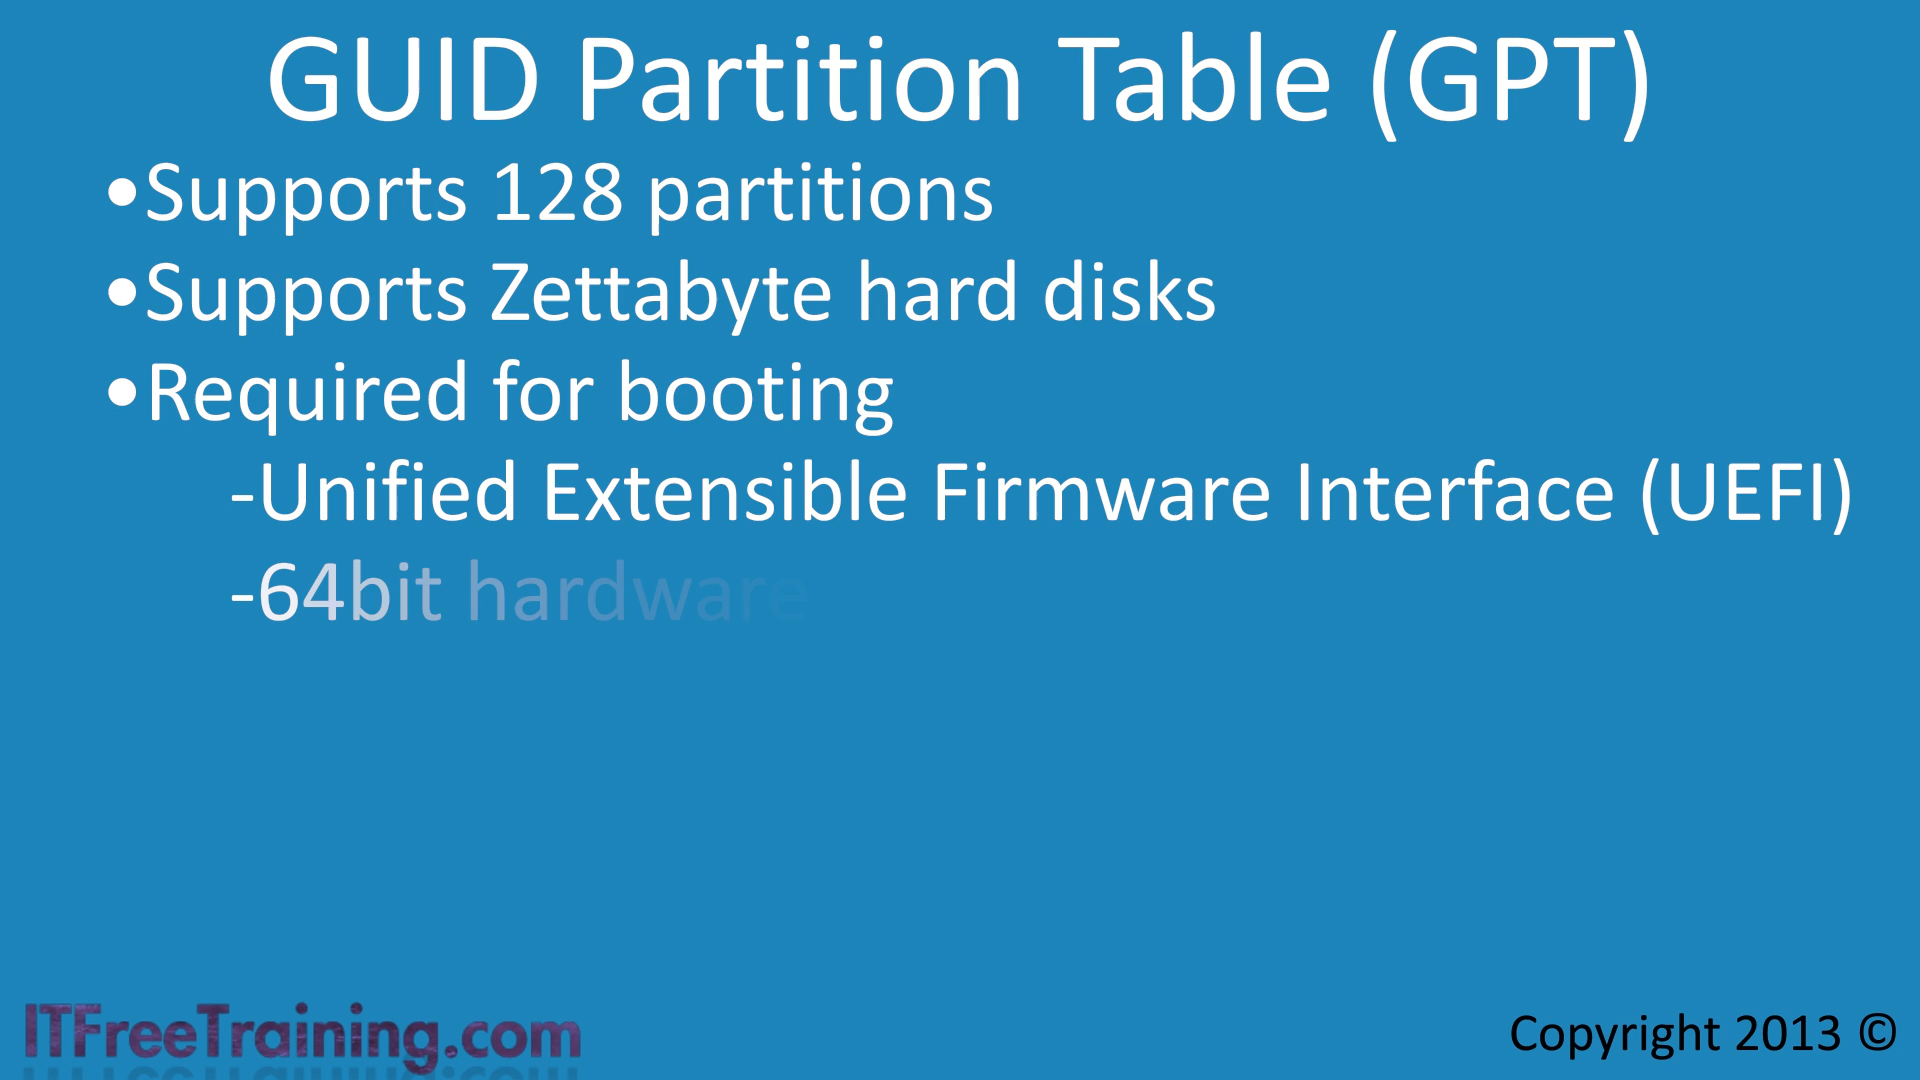 GUID Partition Table (GPT)
•Supports 128 partitions
•Supports Zettabyte hard disks
•Required for booting
-Unified Extensible Firmware Interface (UEFI)
-64bit hardware
ITFreeTraining.com
Copyright 2013 ©